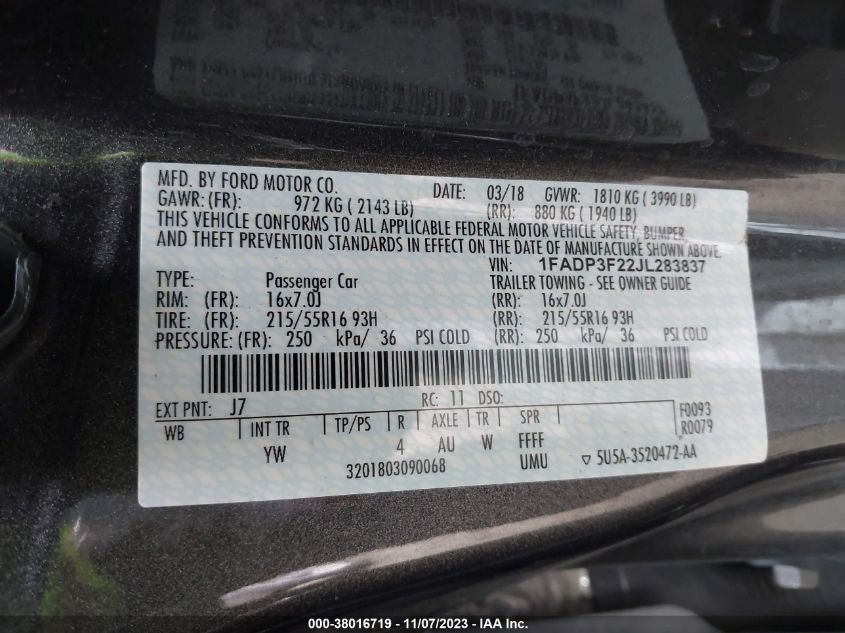 MFD. BY FORD MOTOR CO. DATE: 03/18 GVWR: 1810 KG ( 3990 LB)
GAWR: (FR): 972 KG ( 2143 LB) (RR): 880 KG ( 1940 LB)
THIS VEHICLE CONFORMS TO ALL APPLICABLE FEDERAL MOTOR VEHICLE SAFETY, BUMPER,
AND THEFT PREVENTION STANDARDS IN EFFECT ON THE DATE OF MANUFACTURE SHOWN ABOVE.
VIN: 1FADP3F22JL283837
TYPE: Passenger Car TRAILER TOWING - SEE OWNER GUIDE
RIM: (FR): 16x7.0J (RR): 16x7.0J
TIRE: (FR): 215/55R16 93H (RR): 215/55R16 93H
PRESSURE: (FR): 250 kPa/ 36 PSI COLD (RR): 250 kPa/ 36 PSI COLD
EXT PNT: J7 RC: 11 DSO: F0093
WB INT TR TP/PS R AXLE TR SPR R0079
YW 4 AU W FFFF
3201803090068 UMU ▽ 5U5A-3520472-AA
000-38016719 - 11/07/2023 - IAA Inc.